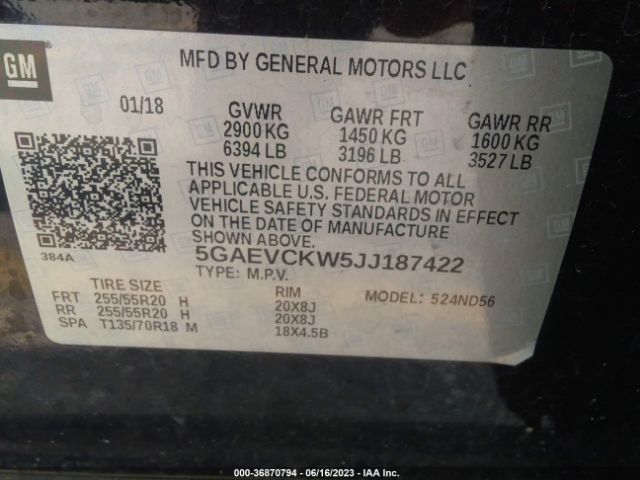 GM
MFD BY GENERAL MOTORS LLC
01/18 GVWR GAWR FRT GAWR RR
2900 KG 1450 KG 1600 KG
6394 LB 3196 LB 3527 LB
THIS VEHICLE CONFORMS TO ALL
APPLICABLE U.S. FEDERAL MOTOR
VEHICLE SAFETY STANDARDS IN EFFECT
ON THE DATE OF MANUFACTURE
SHOWN ABOVE.
384A
5GAEVCKW5JJ187422
TYPE: M.P.V.
TIRE SIZE RIM MODEL: 524ND56
FRT 255/55R20 H 20X8J
RR 255/55R20 H 20X8J
SPA T135/70R18 M 18X4.5B
000-36870794 - 06/16/2023 - IAA Inc.